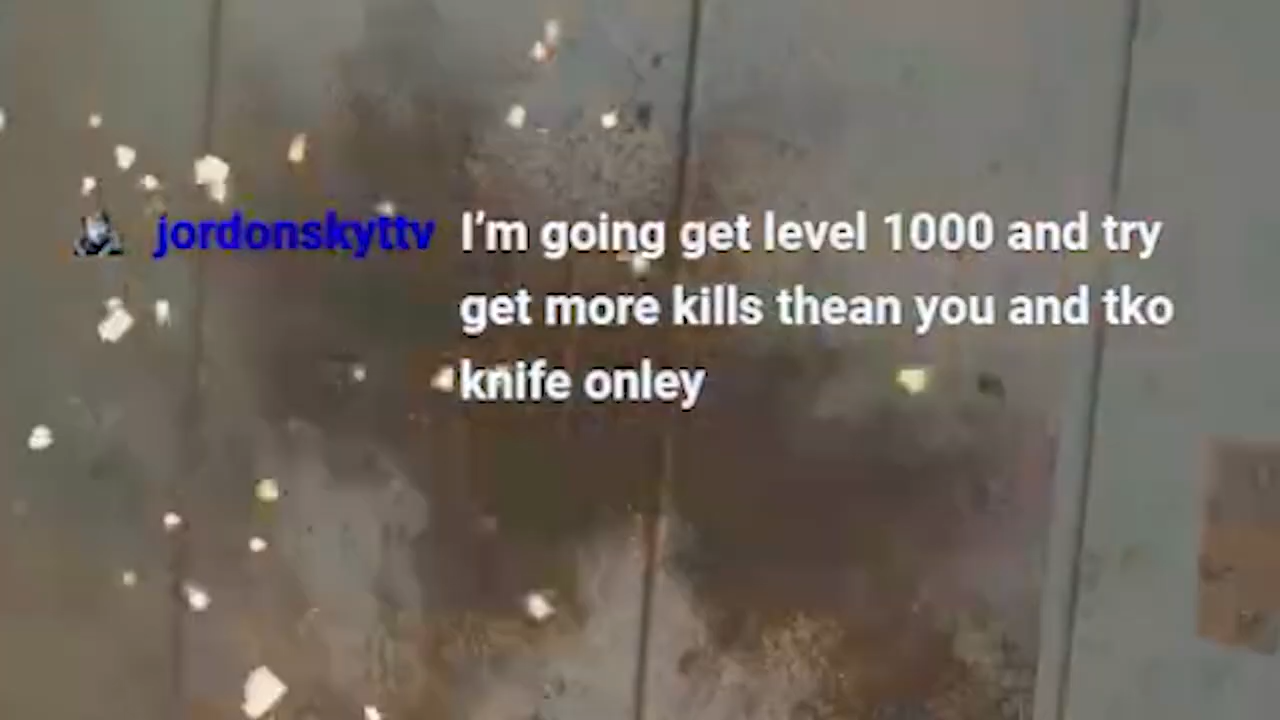 jordonskyttv I’m going get level 1000 and try
get more kills thean you and tko
knife onley